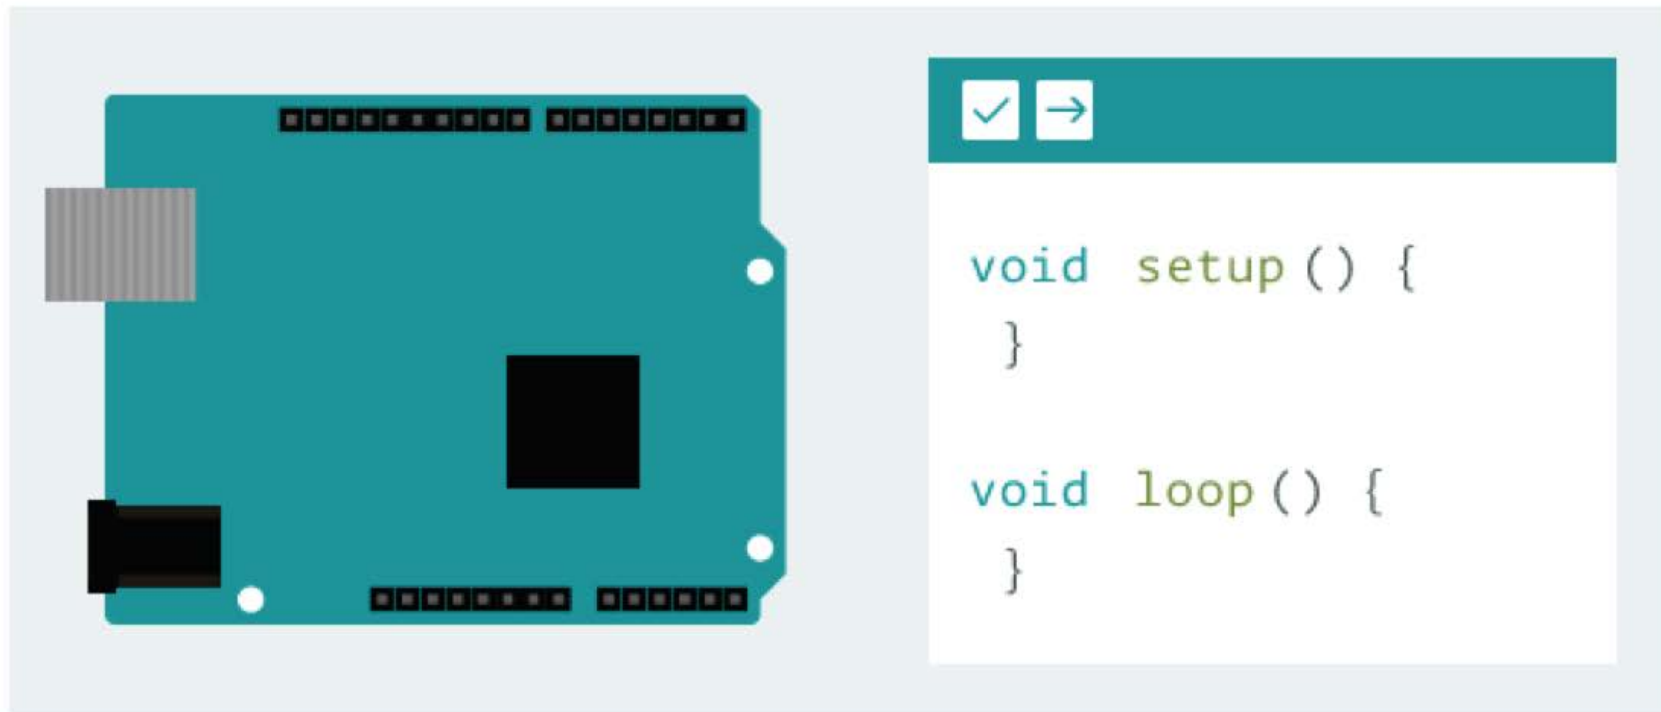 void setup () {
}
void loop () {
}